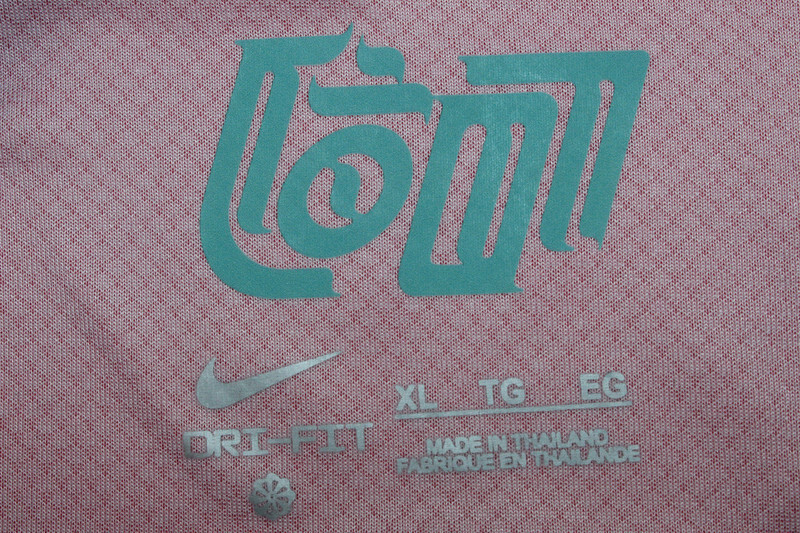 XL TG EG
DRI-FIT
MADE IN THAILAND
FABRIQUE EN THAILANDE